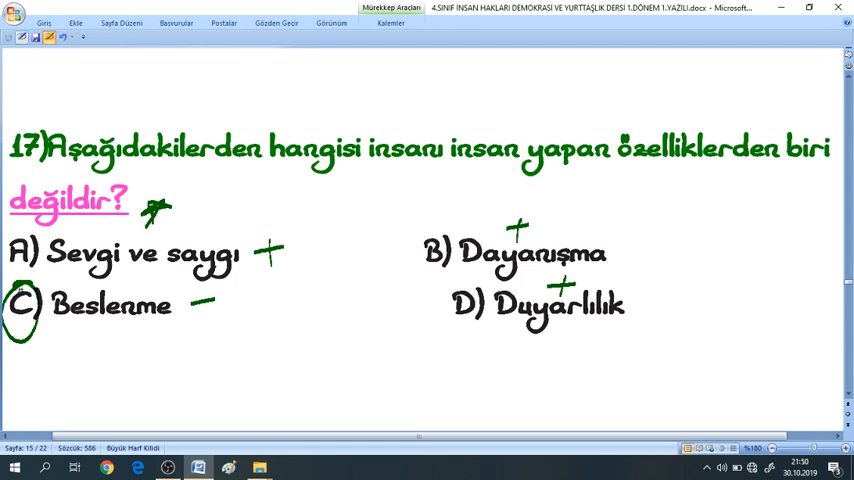 Mürekkep Araçları
4.SINIF İNSAN HAKLARI DEMOKRASİ VE YURTTAŞLIK DERSİ 1.DÖNEM 1.YAZILI.docx - Microsoft...
Giriş Ekle Sayfa Düzeni Başvurular Postalar Gözden Geçir Görünüm Kalemler
17)Aşağıdakilerden hangisi insanı insan yapan özelliklerden biri
değildir?
A) Sevgi ve saygı + B) Dayanışma +
C) Beslenme - D) Duyarlılık +
Sayfa: 15 / 22 Sözcük: 586 Büyük Harf Kilidi %180
21:50
30.10.2019
3